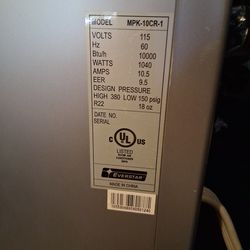 MODEL MPK-10CR-1
VOLTS 115
Hz 60
Btu/h 10000
WATTS 1040
AMPS 10.5
EER 9.5
DESIGN PRESSURE
HIGH 380 LOW 150 psig
R22 18 oz
DATE NO.
SERIAL
C UL US
LISTED
EVERSTAR
MADE IN CHINA